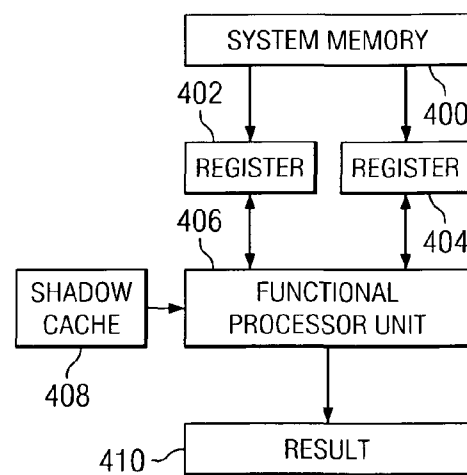 SYSTEM MEMORY
400
402
REGISTER
REGISTER
404
406
SHADOW
CACHE
408
FUNCTIONAL
PROCESSOR UNIT
410
RESULT